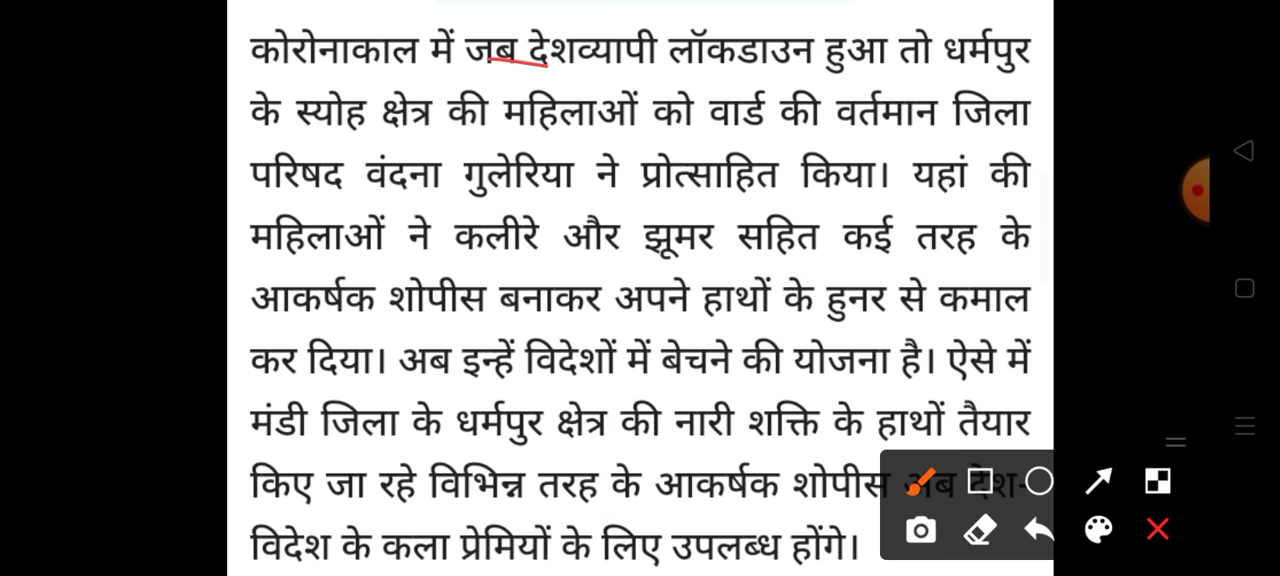 कोरोनाकाल में जब देशव्यापी लॉकडाउन हुआ तो धर्मपुर
के स्योह क्षेत्र की महिलाओं को वार्ड की वर्तमान जिला
परिषद वंदना गुलेरिया ने प्रोत्साहित किया। यहां की
महिलाओं ने कलीरे और झूमर सहित कई तरह के
आकर्षक शोपीस बनाकर अपने हाथों के हुनर से कमाल
कर दिया। अब इन्हें विदेशों में बेचने की योजना है। ऐसे में
मंडी जिला के धर्मपुर क्षेत्र की नारी शक्ति के हाथों तैयार
किए जा रहे विभिन्न तरह के आकर्षक शोपीस अब देश-
विदेश के कला प्रेमियों के लिए उपलब्ध होंगे।